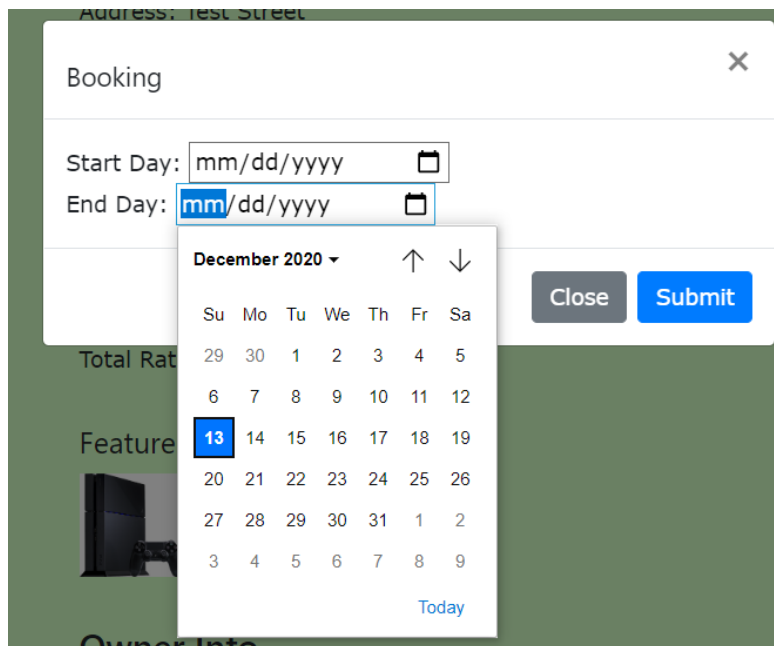 Address: Test Street
Booking ×
Start Day: mm/dd/yyyy
End Day: mm/dd/yyyy
December 2020
Su Mo Tu We Th Fr Sa
29 30 1 2 3 4 5
6 7 8 9 10 11 12
13 14 15 16 17 18 19
20 21 22 23 24 25 26
27 28 29 30 31 1 2
3 4 5 6 7 8 9
Today
Close Submit
Total Rat
Feature
Owner Info